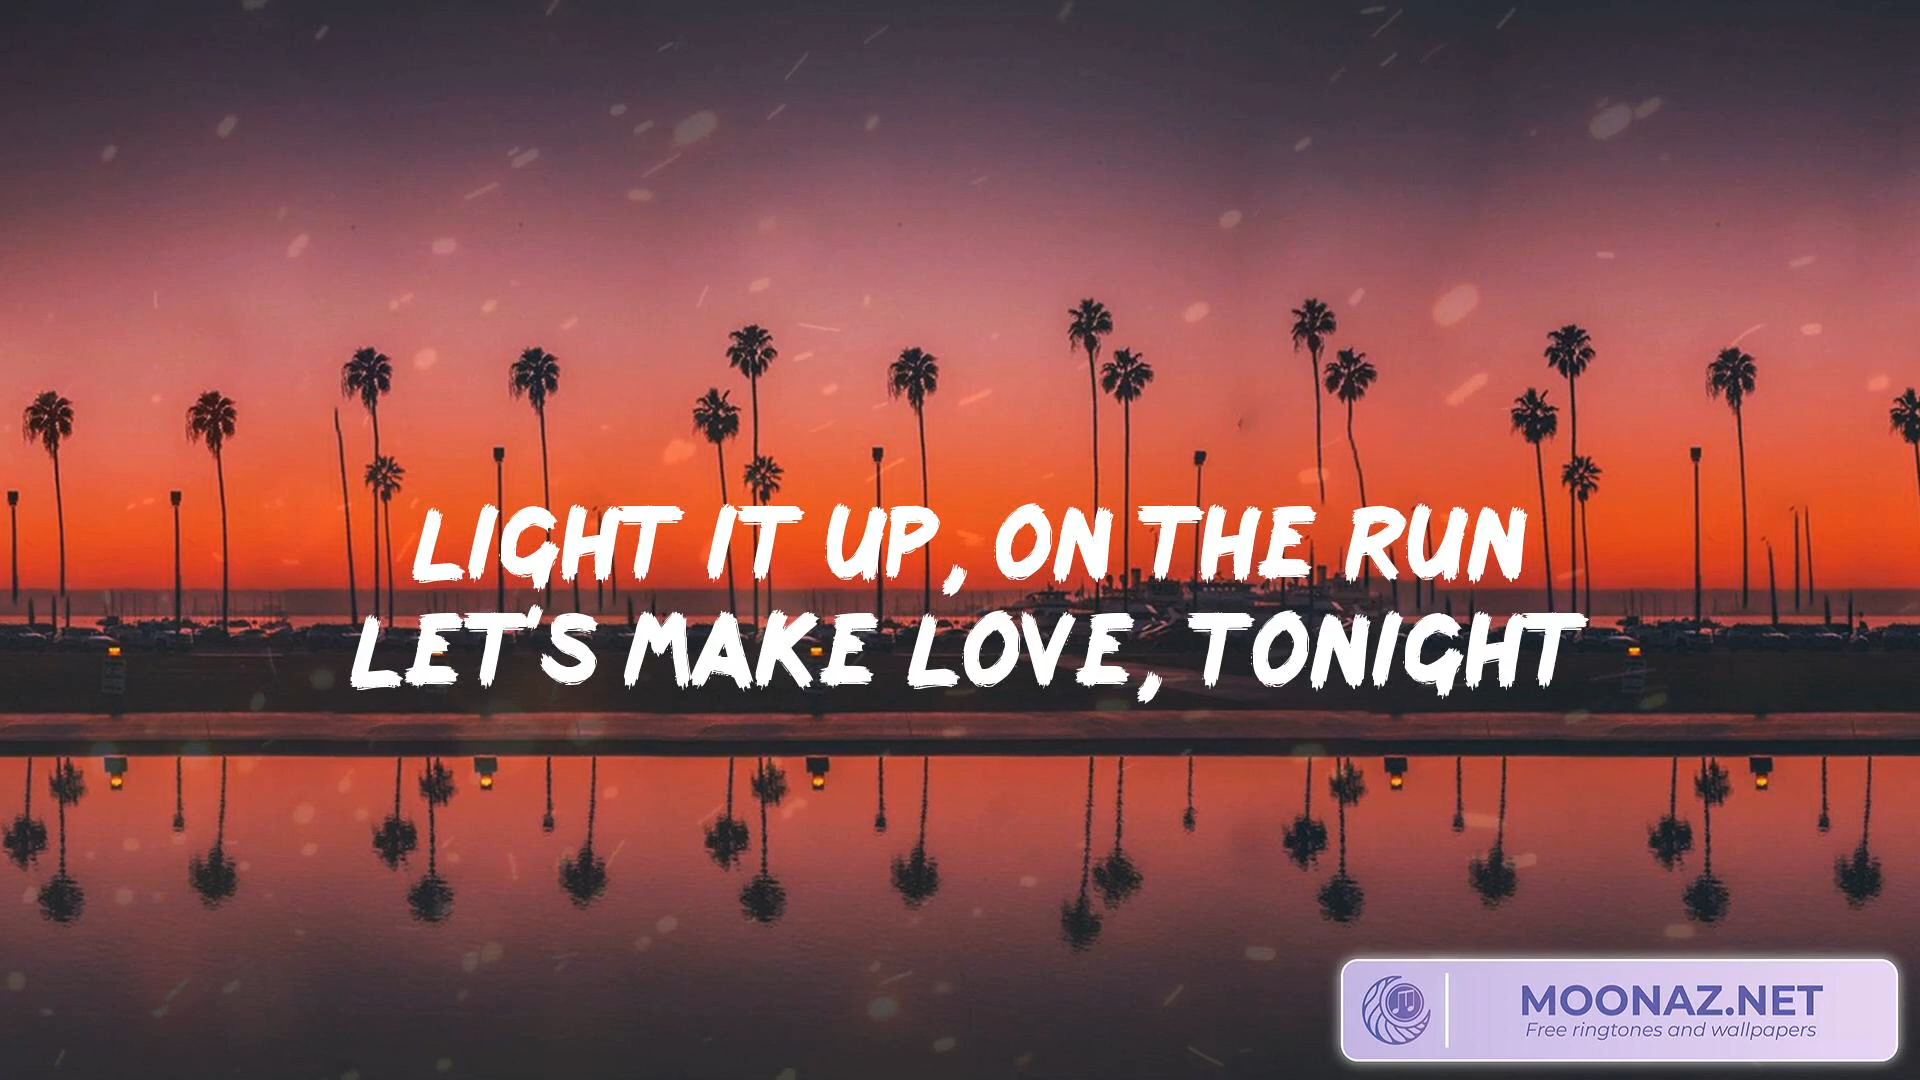 LIGHT IT UP, ON THE RUN
LET'S MAKE LOVE, TONIGHT
MOONAZ.NET
Free ringtones and wallpapers